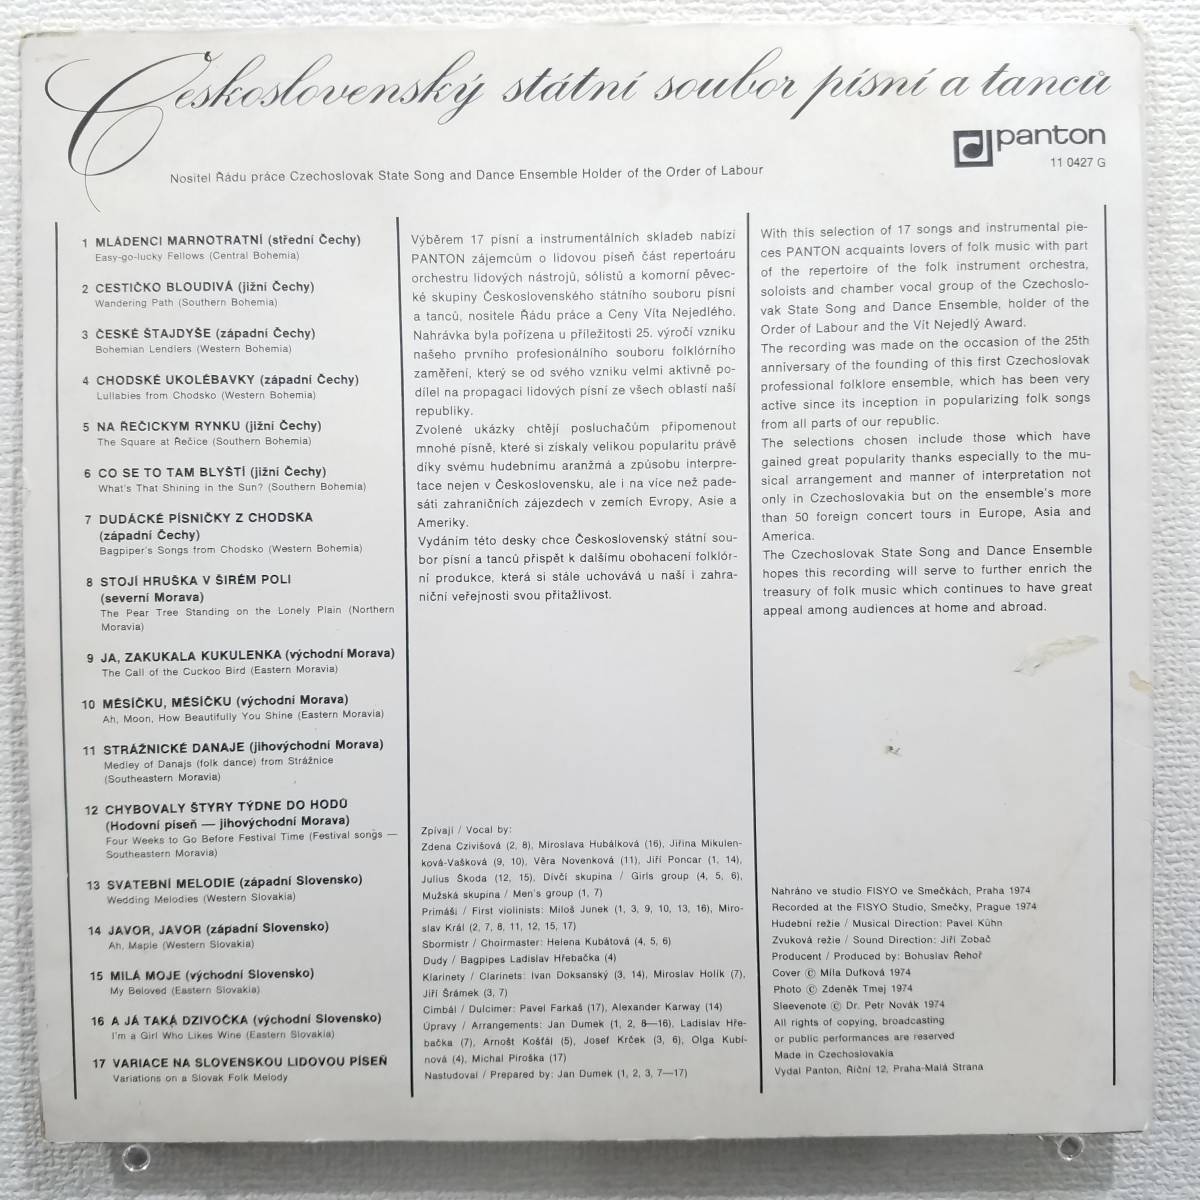 Československý státní soubor písní a tanců
panton
11 0427 G
Nositel Řádu práce Czechoslovak State Song and Dance Ensemble Holder of the Order of Labour
1 MLÁDENCI MARNOTRATNÍ (střední Čechy)
Easy-go-lucky Fellows (Central Bohemia)
2 CESTIČKO BLOUDIVÁ (jižní Čechy)
Wandering Path (Southern Bohemia)
3 ČESKÉ ŠTAJDYŠE (západní Čechy)
Bohemian Lendlers (Western Bohemia)
4 CHODSKÉ UKOLÉBAVKY (západní Čechy)
Lullabies from Chodsko (Western Bohemia)
5 NA ŘEČICKYM RYNKU (jižní Čechy)
The Square at Řečice (Southern Bohemia)
6 CO SE TO TAM BLYŠTÍ (jižní Čechy)
What's That Shining in the Sun? (Southern Bohemia)
7 DUDÁCKÉ PÍSNIČKY Z CHODSKA
(západní Čechy)
Bagpiper's Songs from Chodsko (Western Bohemia)
8 STOJÍ HRUŠKA V ŠIRÉM POLI
(severní Morava)
The Pear Tree Standing on the Lonely Plain (Northern
Moravia)
9 JA, ZAKUKALA KUKULENKA (východní Morava)
The Call of the Cuckoo Bird (Eastern Moravia)
10 MĚSÍČKU, MĚSÍČKU (východní Morava)
Ah, Moon, How Beautifully You Shine (Eastern Moravia)
11 STRÁŽNICKÉ DANAJE (jihovýchodní Morava)
Medley of Danajs (folk dance) from Strážnice
(Southeastern Moravia)
12 CHYBOVALY ŠTYRY TÝDNE DO HODŮ
(Hodovní píseň — jihovýchodní Morava)
Four Weeks to Go Before Festival Time (Festival songs —
Southeastern Moravia)
13 SVATEBNÍ MELODIE (západní Slovensko)
Wedding Melodies (Western Slovakia)
14 JAVOR, JAVOR (západní Slovensko)
Ah, Maple (Western Slovakia)
15 MILÁ MOJE (východní Slovensko)
My Beloved (Eastern Slovakia)
16 A JÁ TAKÁ DZIVOČKA (východní Slovensko)
I'm a Girl Who Likes Wine (Eastern Slovakia)
17 VARIACE NA SLOVENSKOU LIDOVOU PÍSEŇ
Variations on a Slovak Folk Melody
Výběrem 17 písní a instrumentálních skladeb nabízí
PANTON zájemcům o lidovou píseň část repertoáru
orchestru lidových nástrojů, sólistů a komorní pěvec-
ké skupiny Československého státního souboru písní
a tanců, nositele Řádu práce a Ceny Víta Nejedlého.
Nahrávka byla pořízena u příležitosti 25. výročí vzniku
našeho prvního profesionálního souboru folklórního
zaměření, který se od svého vzniku velmi aktivně po-
dílel na propagaci lidových písní ze všech oblastí naší
republiky.
Zvolené ukázky chtějí posluchačům připomenout
mnohé písně, které si získaly velikou popularitu právě
díky svému hudebnímu aranžmá a způsobu interpre-
tace nejen v Československu, ale i na více než pade-
sáti zahraničních zájezdech v zemích Evropy, Asie a
Ameriky.
Vydáním této desky chce Československý státní sou-
bor písní a tanců přispět k dalšímu obohacení folklór-
ní produkce, která si stále uchovává u naší i zahra-
niční veřejnosti svou přitažlivost.
Zpívají / Vocal by:
Zdena Czivišová (2, 8), Miroslava Hubálková (16), Jiřina Mikulen-
ková-Vašková (9, 10), Věra Novenková (11), Jiří Poncar (1, 14),
Julius Škoda (12, 15), Dívčí skupina / Girls group (4, 5, 6),
Mužská skupina / Men's group (1, 7)
Primáši / First violinists: Miloš Junek (1, 3, 9, 10, 13, 16), Miro-
slav Král (2, 7, 8, 11, 12, 15, 17)
Sbormistr / Choirmaster: Helena Kubátová (4, 5, 6)
Dudy / Bagpipes Ladislav Hřebačka (4)
Klarinety / Clarinets: Ivan Doksanský (3, 14), Miroslav Holík (7),
Jiří Šrámek (3, 7)
Cimbál / Dulcimer: Pavel Farkaš (17), Alexander Karway (14)
Úpravy / Arrangements: Jan Dumek (1, 2, 8—16), Ladislav Hře-
bačka (7), Arnošt Košťál (5), Josef Krček (3, 6), Olga Kubí-
nová (4), Michal Piroška (17)
Nastudoval / Prepared by: Jan Dumek (1, 2, 3, 7—17)
With this selection of 17 songs and instrumental pie-
ces PANTON acquaints lovers of folk music with part
of the repertoire of the folk instrument orchestra,
soloists and chamber vocal group of the Czechoslo-
vak State Song and Dance Ensemble, holder of the
Order of Labour and the Vít Nejedlý Award.
The recording was made on the occasion of the 25th
anniversary of the founding of this first Czechoslovak
professional folklore ensemble, which has been very
active since its inception in popularizing folk songs
from all parts of our republic.
The selections chosen include those which have
gained great popularity thanks especially to the mu-
sical arrangement and manner of interpretation not
only in Czechoslovakia but on the ensemble's more
than 50 foreign concert tours in Europe, Asia and
America.
The Czechoslovak State Song and Dance Ensemble
hopes this recording will serve to further enrich the
treasury of folk music which continues to have great
appeal among audiences at home and abroad.
Nahráno ve studio FISYO ve Smečkách, Praha 1974
Recorded at the FISYO Studio, Smečky, Prague 1974
Hudební režie / Musical Direction: Pavel Kühn
Zvuková režie / Sound Direction: Jiří Zobač
Producent / Produced by: Bohuslav Řehoř
Cover © Míla Dufková 1974
Photo © Zdeněk Tmej 1974
Sleevenote © Dr. Petr Novák 1974
All rights of copying, broadcasting
or public performances are reserved
Made in Czechoslovakia
Vydal Panton, Říční 12, Praha-Malá Strana